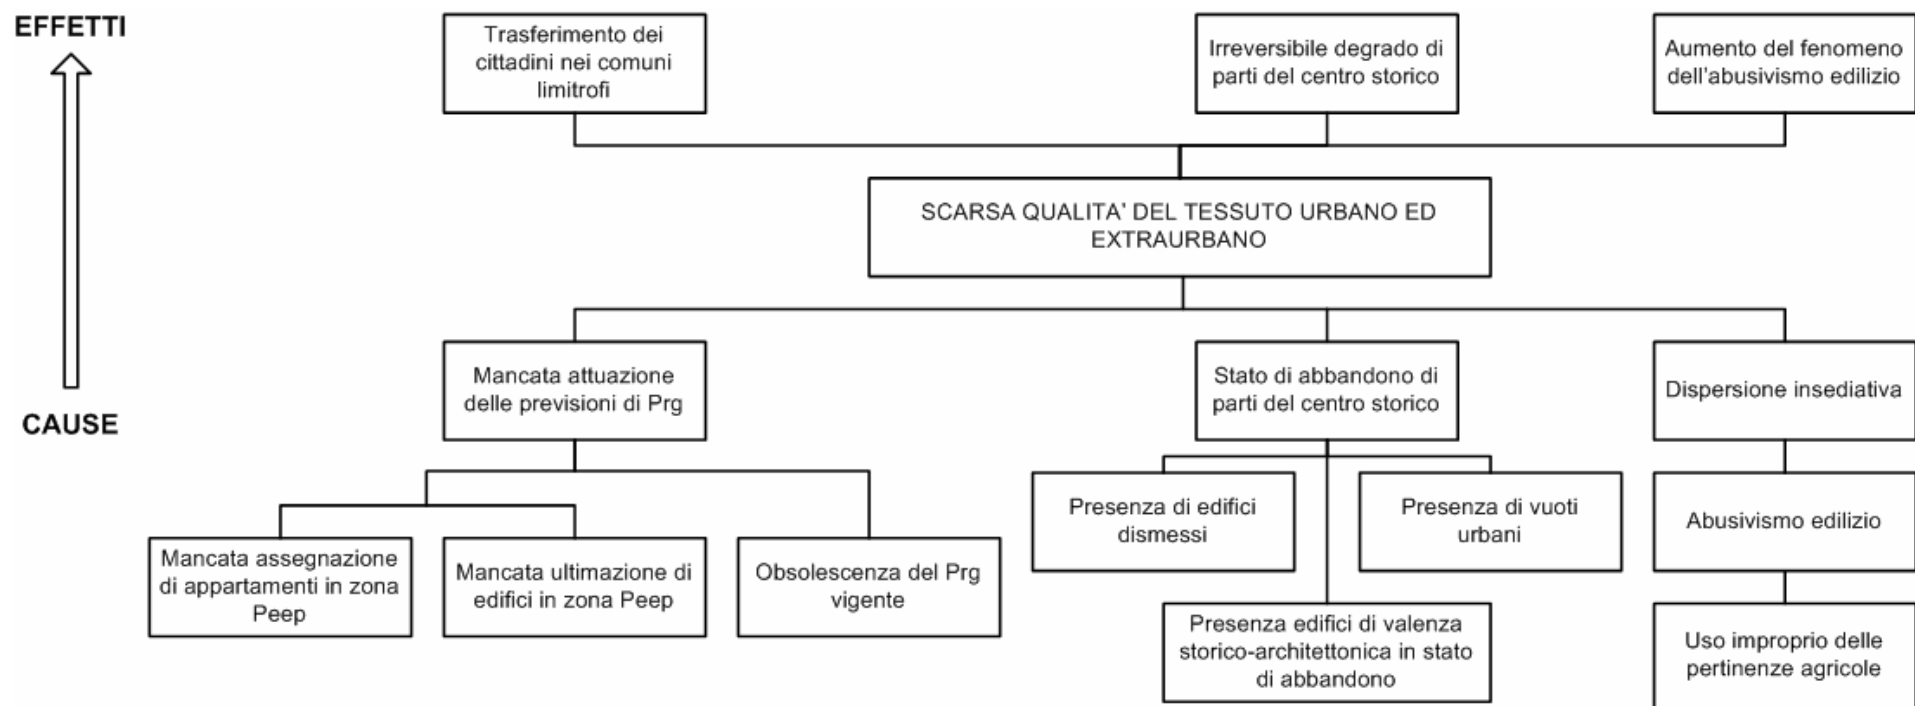 EFFETTI
Trasferimento dei
cittadini nei comuni
limitrofi
Irreversibile degrado di
parti del centro storico
Aumento del fenomeno
dell'abusivismo edilizio
SCARSA QUALITA' DEL TESSUTO URBANO ED
EXTRAURBANO
CAUSE
Mancata attuazione
delle previsioni di Prg
Stato di abbandono di
parti del centro storico
Dispersione insediativa
Mancata assegnazione
di appartamenti in zona
Peep
Mancata ultimazione di
edifici in zona Peep
Obsolescenza del Prg
vigente
Presenza di edifici
dismessi
Presenza di vuoti
urbani
Abusivismo edilizio
Presenza edifici di valenza
storico-architettonica in stato
di abbandono
Uso improprio delle
pertinenze agricole